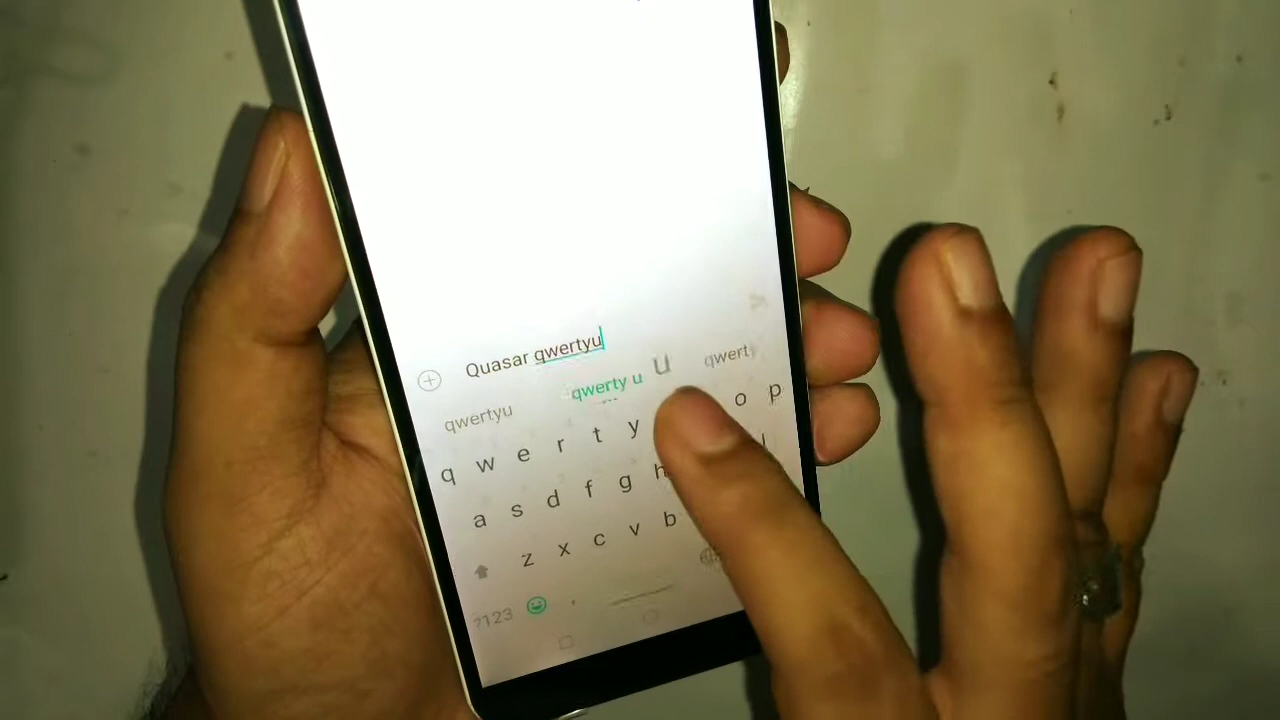 Quasar qwertyu
qwertyu qwerty u qwert
u
q w e r t y o p
a s d f g h l
z x c v b
?123 ,